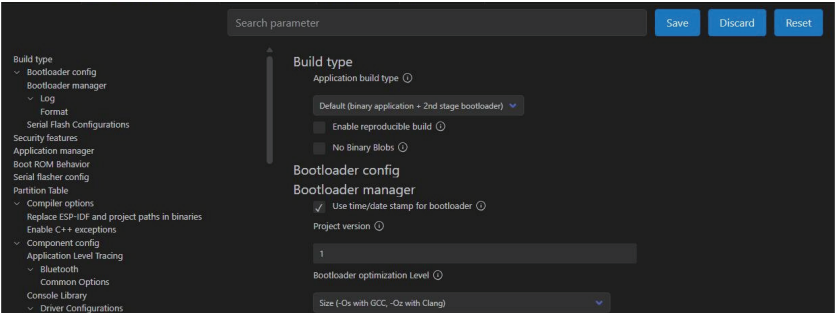 Search parameter
Save
Discard
Reset
Build type
Bootloader config
Bootloader manager
Log
Format
Serial Flash Configurations
Security features
Application manager
Boot ROM Behavior
Serial flasher config
Partition Table
Compiler options
Replace ESP-IDF and project paths in binaries
Enable C++ exceptions
Component config
Application Level Tracing
Bluetooth
Common Options
Console Library
Driver Configurations
Build type
Application build type
Default (binary application + 2nd stage bootloader)
Enable reproducible build
No Binary Blobs
Bootloader config
Bootloader manager
Use time/date stamp for bootloader
Project version
1
Bootloader optimization Level
Size (-Os with GCC, -Oz with Clang)